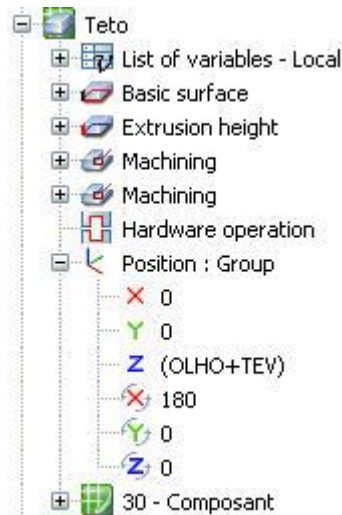 Teto
List of variables - Local
Basic surface
Extrusion height
Machining
Machining
Hardware operation
Position : Group
X 0
Y 0
Z (OLHO+TEV)
X 180
Y 0
Z 0
30 - Composant